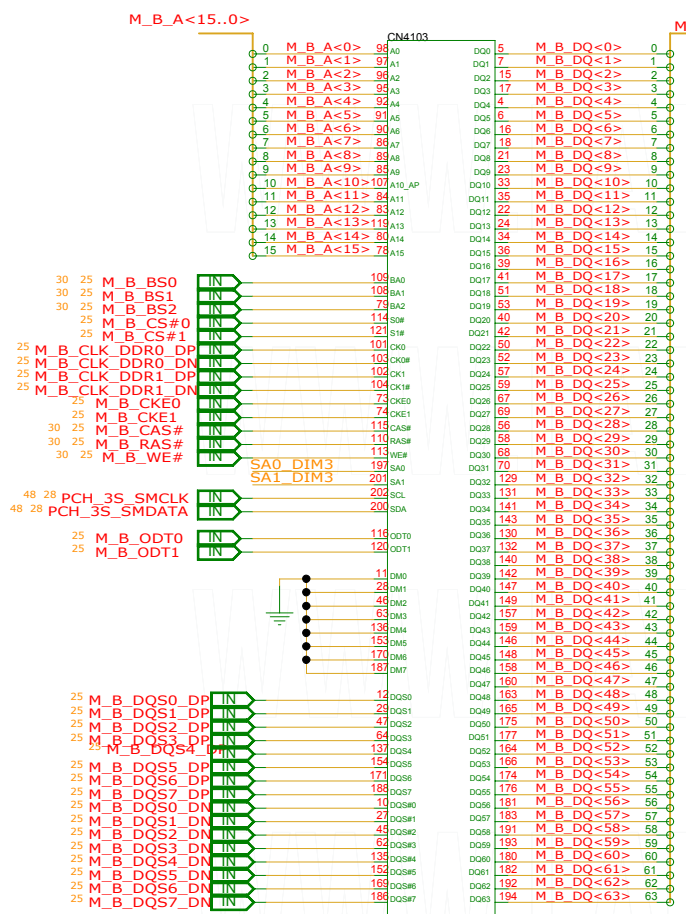 M_B_A<15..0>
M
CN4103
0 M_B_A<0> 98 A0
1 M_B_A<1> 97 A1
2 M_B_A<2> 96 A2
3 M_B_A<3> 95 A3
4 M_B_A<4> 92 A4
5 M_B_A<5> 91 A5
6 M_B_A<6> 90 A6
7 M_B_A<7> 86 A7
8 M_B_A<8> 89 A8
9 M_B_A<9> 85 A9
10 M_B_A<10> 107 A10_AP
11 M_B_A<11> 84 A11
12 M_B_A<12> 83 A12
13 M_B_A<13> 119 A13
14 M_B_A<14> 80 A14
15 M_B_A<15> 78 A15
30 25 M_B_BS0 IN 109 BA0
30 25 M_B_BS1 IN 108 BA1
30 25 M_B_BS2 IN 79 BA2
25 M_B_CS#0 IN 114 S0#
25 M_B_CS#1 IN 121 S1#
25 M_B_CLK_DDR0_DP IN 101 CK0
25 M_B_CLK_DDR0_DN IN 103 CK0#
25 M_B_CLK_DDR1_DP IN 102 CK1
25 M_B_CLK_DDR1_DN IN 104 CK1#
25 M_B_CKE0 IN 73 CKE0
25 M_B_CKE1 IN 74 CKE1
30 25 M_B_CAS# IN 115 CAS#
30 25 M_B_RAS# IN 110 RAS#
30 25 M_B_WE# IN 113 WE#
SA0_DIM3 197 SA0
SA1_DIM3 201 SA1
48 28 PCH_3S_SMCLK IN 202 SCL
48 28 PCH_3S_SMDATA IN 200 SDA
25 M_B_ODT0 IN 116 ODT0
25 M_B_ODT1 IN 120 ODT1
11 DM0
28 DM1
46 DM2
63 DM3
136 DM4
153 DM5
170 DM6
187 DM7
25 M_B_DQS0_DP IN 12 DQS0
25 M_B_DQS1_DP IN 29 DQS1
25 M_B_DQS2_DP IN 47 DQS2
25 M_B_DQS3_DP IN 64 DQS3
25 M_B_DQS4_DP IN 137 DQS4
25 M_B_DQS5_DP IN 154 DQS5
25 M_B_DQS6_DP IN 171 DQS6
25 M_B_DQS7_DP IN 188 DQS7
25 M_B_DQS0_DN IN 10 DQS#0
25 M_B_DQS1_DN IN 27 DQS#1
25 M_B_DQS2_DN IN 45 DQS#2
25 M_B_DQS3_DN IN 62 DQS#3
25 M_B_DQS4_DN IN 135 DQS#4
25 M_B_DQS5_DN IN 152 DQS#5
25 M_B_DQS6_DN IN 169 DQS#6
25 M_B_DQS7_DN IN 186 DQS#7
DQ0 5 M_B_DQ<0> 0
DQ1 7 M_B_DQ<1> 1
DQ2 15 M_B_DQ<2> 2
DQ3 17 M_B_DQ<3> 3
DQ4 4 M_B_DQ<4> 4
DQ5 6 M_B_DQ<5> 5
DQ6 16 M_B_DQ<6> 6
DQ7 18 M_B_DQ<7> 7
DQ8 21 M_B_DQ<8> 8
DQ9 23 M_B_DQ<9> 9
DQ10 33 M_B_DQ<10> 10
DQ11 35 M_B_DQ<11> 11
DQ12 22 M_B_DQ<12> 12
DQ13 24 M_B_DQ<13> 13
DQ14 34 M_B_DQ<14> 14
DQ15 36 M_B_DQ<15> 15
DQ16 39 M_B_DQ<16> 16
DQ17 41 M_B_DQ<17> 17
DQ18 51 M_B_DQ<18> 18
DQ19 53 M_B_DQ<19> 19
DQ20 40 M_B_DQ<20> 20
DQ21 42 M_B_DQ<21> 21
DQ22 50 M_B_DQ<22> 22
DQ23 52 M_B_DQ<23> 23
DQ24 57 M_B_DQ<24> 24
DQ25 59 M_B_DQ<25> 25
DQ26 67 M_B_DQ<26> 26
DQ27 69 M_B_DQ<27> 27
DQ28 56 M_B_DQ<28> 28
DQ29 58 M_B_DQ<29> 29
DQ30 68 M_B_DQ<30> 30
DQ31 70 M_B_DQ<31> 31
DQ32 129 M_B_DQ<32> 32
DQ33 131 M_B_DQ<33> 33
DQ34 141 M_B_DQ<34> 34
DQ35 143 M_B_DQ<35> 35
DQ36 130 M_B_DQ<36> 36
DQ37 132 M_B_DQ<37> 37
DQ38 140 M_B_DQ<38> 38
DQ39 142 M_B_DQ<39> 39
DQ40 147 M_B_DQ<40> 40
DQ41 149 M_B_DQ<41> 41
DQ42 157 M_B_DQ<42> 42
DQ43 159 M_B_DQ<43> 43
DQ44 146 M_B_DQ<44> 44
DQ45 148 M_B_DQ<45> 45
DQ46 158 M_B_DQ<46> 46
DQ47 160 M_B_DQ<47> 47
DQ48 163 M_B_DQ<48> 48
DQ49 165 M_B_DQ<49> 49
DQ50 175 M_B_DQ<50> 50
DQ51 177 M_B_DQ<51> 51
DQ52 164 M_B_DQ<52> 52
DQ53 166 M_B_DQ<53> 53
DQ54 174 M_B_DQ<54> 54
DQ55 176 M_B_DQ<55> 55
DQ56 181 M_B_DQ<56> 56
DQ57 183 M_B_DQ<57> 57
DQ58 191 M_B_DQ<58> 58
DQ59 193 M_B_DQ<59> 59
DQ60 180 M_B_DQ<60> 60
DQ61 182 M_B_DQ<61> 61
DQ62 192 M_B_DQ<62> 62
DQ63 194 M_B_DQ<63> 63